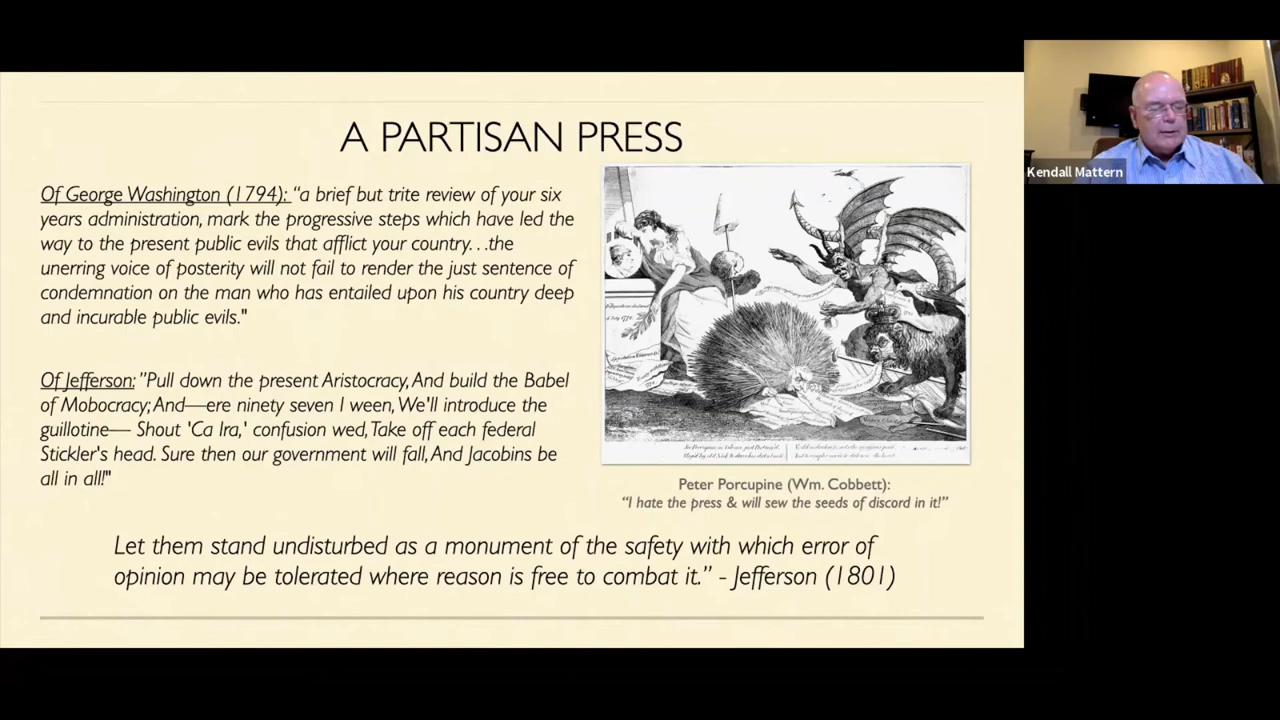 A PARTISAN PRESS
Of George Washington (1794): “a brief but trite review of your six
years administration, mark the progressive steps which have led the
way to the present public evils that afflict your country. . .the
unerring voice of posterity will not fail to render the just sentence of
condemnation on the man who has entailed upon his country deep
and incurable public evils."
Of Jefferson: "Pull down the present Aristocracy, And build the Babel
of Mobocracy; And—ere ninety seven I ween, We'll introduce the
guillotine— Shout 'Ca Ira,' confusion wed, Take off each federal
Stickler's head. Sure then our government will fall, And Jacobins be
all in all!"
Peter Porcupine (Wm. Cobbett):
“I hate the press & will sew the seeds of discord in it!”
Let them stand undisturbed as a monument of the safety with which error of
opinion may be tolerated where reason is free to combat it.” - Jefferson (1801)
Kendall Mattern